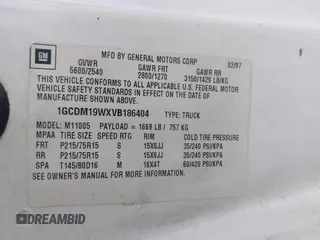 GM
MFD BY GENERAL MOTORS CORP 02/97
GVWR GAWR FRT GAWR RR
5600/2540 2800/1270 3150/1429 LB/KG
THIS VEHICLE CONFORMS TO ALL APPLICABLE U.S. FEDERAL MOTOR
VEHICLE SAFETY STANDARDS IN EFFECT ON THE DATE OF
MANUFACTURE SHOWN ABOVE.
1GCDM19WXVB186404 TYPE: TRUCK
MODEL: M11005 PAYLOAD = 1669 LB / 757 KG
MPAA TIRE SIZE SPEED RTG RIM COLD TIRE PRESSURE
FRT P215/75R15 S 15X6JJ 35/240 PSI/KPA
RR P215/75R15 S 15X6JJ 35/240 PSI/KPA
SPA T145/80D16 M 16X4T 60/420 PSI/KPA
SEE OWNER'S MANUAL FOR MORE INFORMATION.
DREAMBID